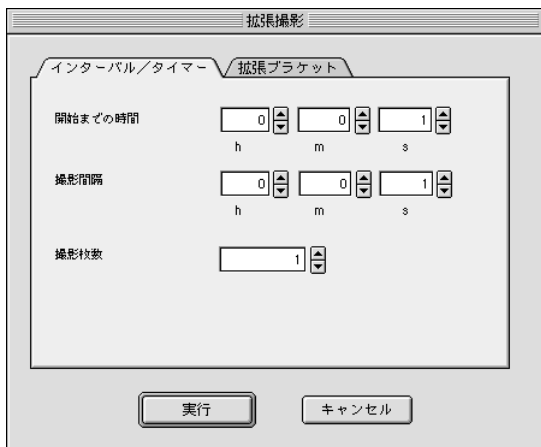 拡張撮影
インターバル／タイマー 拡張ブラケット
開始までの時間 0 0 1
h m s
撮影間隔 0 0 1
h m s
撮影枚数 1
実行 キャンセル